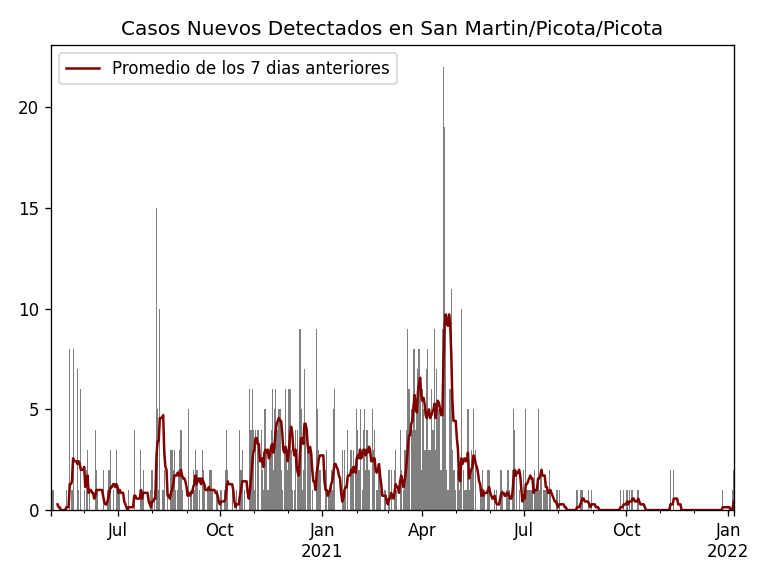 Casos Nuevos Detectados en San Martin/Picota/Picota
Promedio de los 7 dias anteriores
20
15
10
5
0
Jul Oct Jan Apr Jul Oct Jan
2021 2022